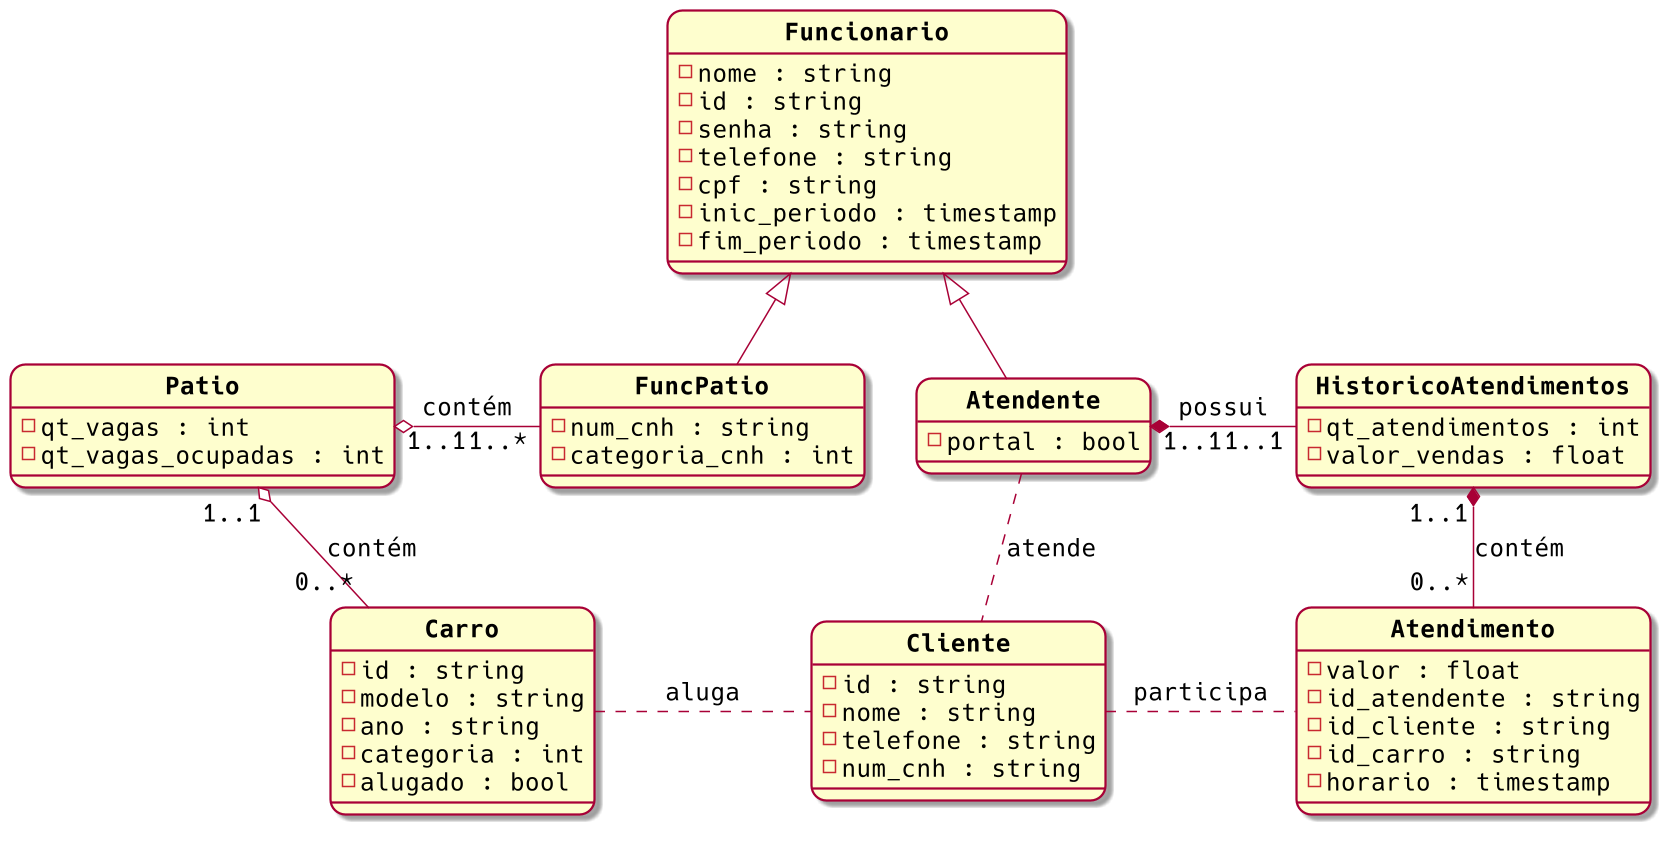 Funcionario
nome : string
id : string
senha : string
telefone : string
cpf : string
inic_periodo : timestamp
fim_periodo : timestamp
Patio
qt_vagas : int
qt_vagas_ocupadas : int
contém
1..1 1..*
FuncPatio
num_cnh : string
categoria_cnh : int
Atendente
portal : bool
possui
1..1 1..1
HistoricoAtendimentos
qt_atendimentos : int
valor_vendas : float
1..1
contém
0..*
atende
1..1
contém
0..*
Carro
id : string
modelo : string
ano : string
categoria : int
alugado : bool
aluga
Cliente
id : string
nome : string
telefone : string
num_cnh : string
participa
Atendimento
valor : float
id_atendente : string
id_cliente : string
id_carro : string
horario : timestamp